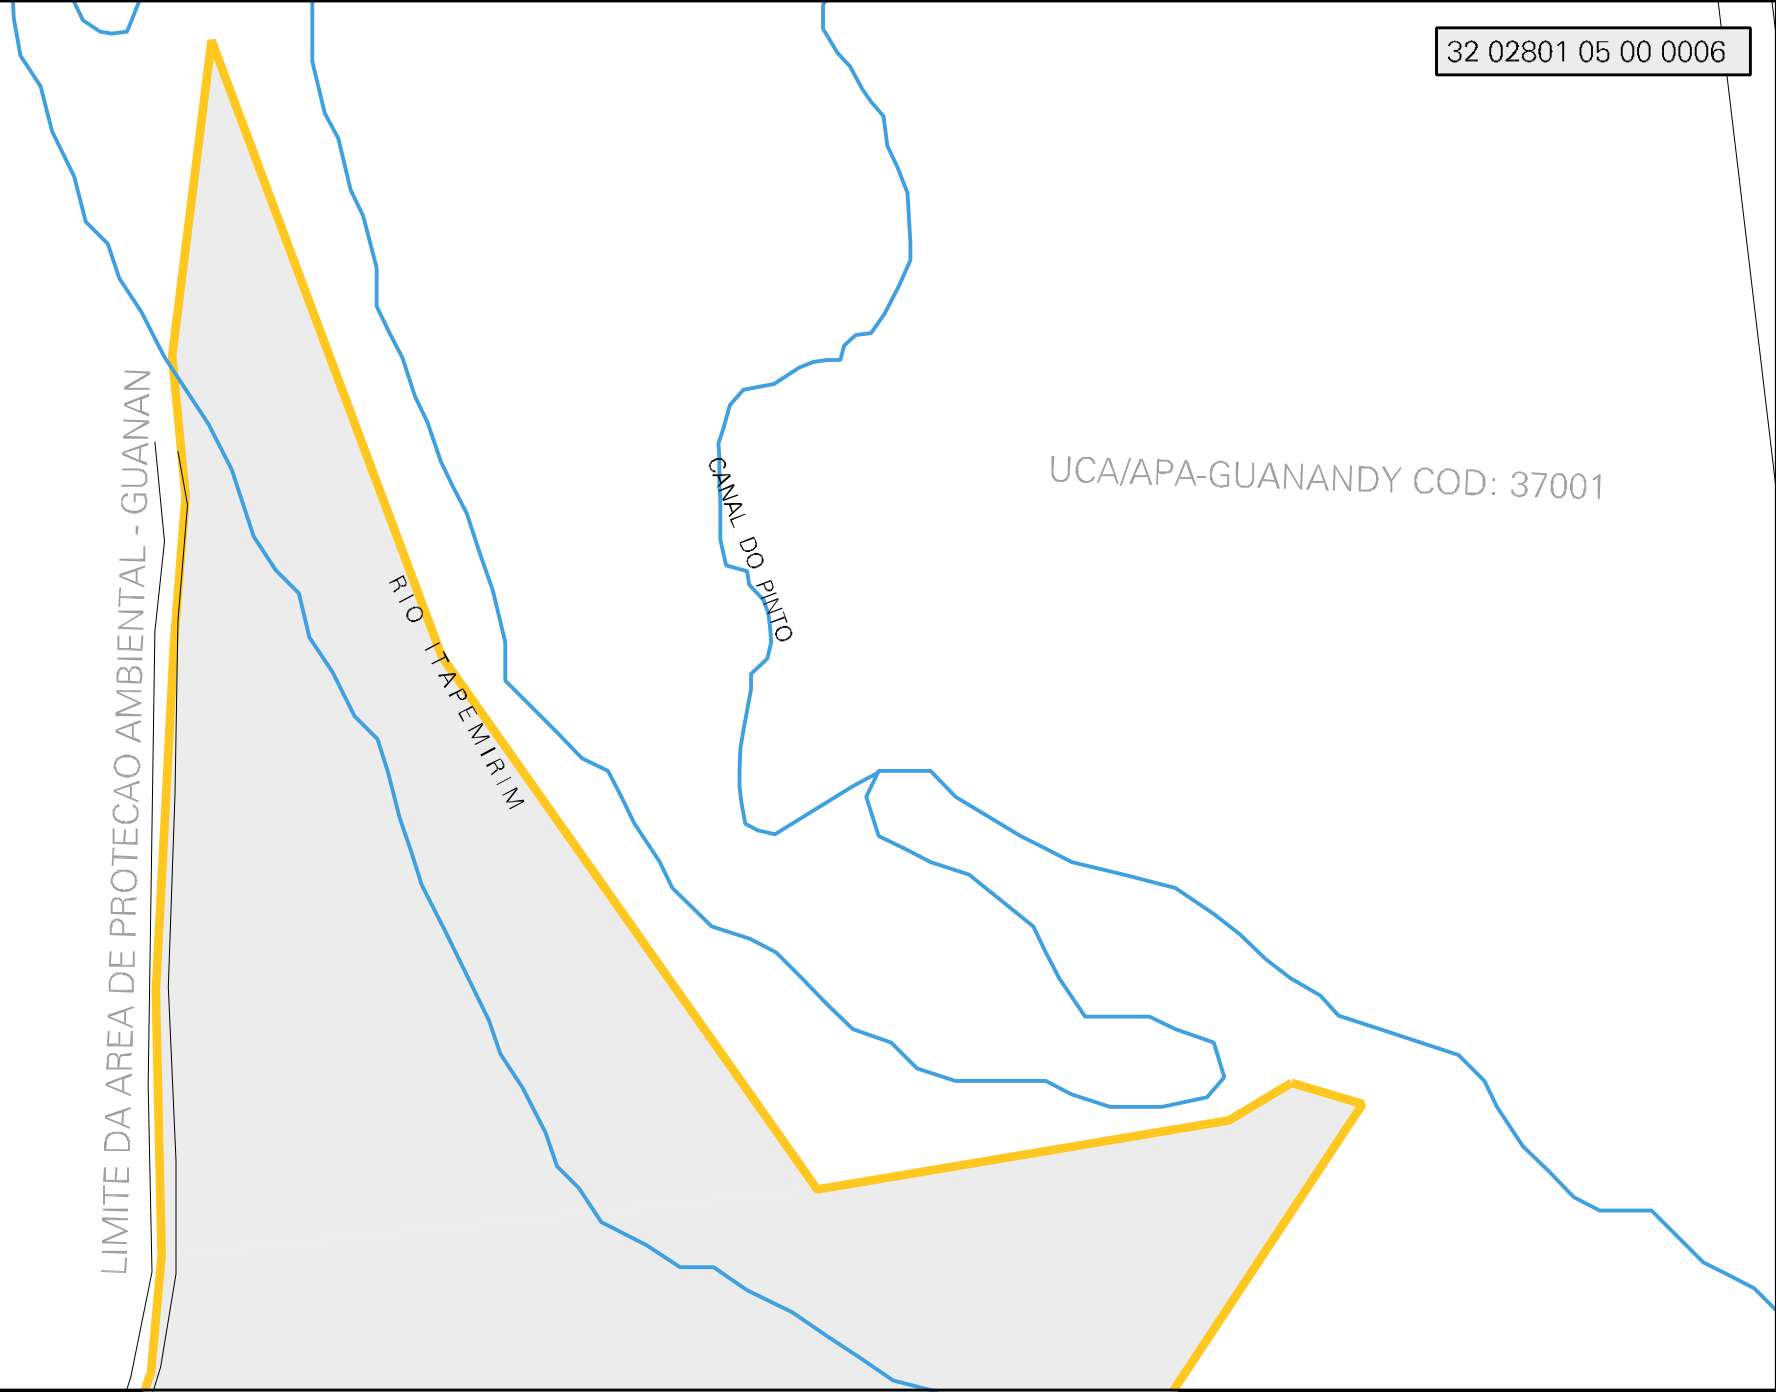 32 02801 05 00 0006
LIMITE DA AREA DE PROTECAO AMBIENTAL - GUANAN
UCA/APA-GUANANDY COD: 37001
CANAL DO PINTO
RIO ITAPEMIRIM